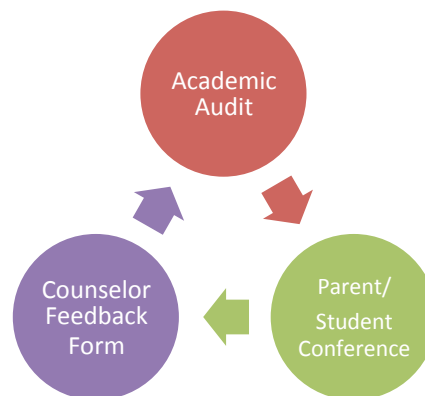 Academic
Audit
Parent/
Student
Conference
Counselor
Feedback
Form